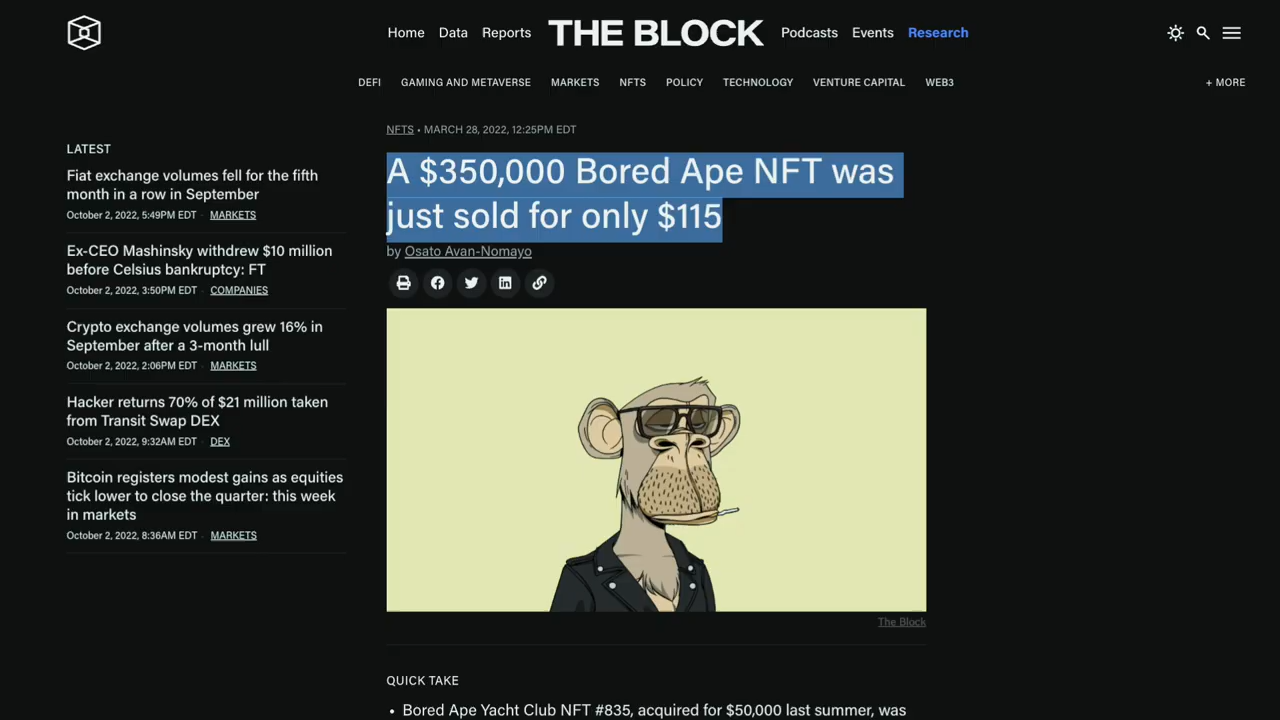 Home Data Reports THE BLOCK Podcasts Events Research
DEFI GAMING AND METAVERSE MARKETS NFTS POLICY TECHNOLOGY VENTURE CAPITAL WEB3 + MORE
LATEST
Fiat exchange volumes fell for the fifth
month in a row in September
October 2, 2022, 5:49PM EDT · MARKETS
Ex-CEO Mashinsky withdrew $10 million
before Celsius bankruptcy: FT
October 2, 2022, 3:50PM EDT · COMPANIES
Crypto exchange volumes grew 16% in
September after a 3-month lull
October 2, 2022, 2:06PM EDT · MARKETS
Hacker returns 70% of $21 million taken
from Transit Swap DEX
October 2, 2022, 9:32AM EDT · DEX
Bitcoin registers modest gains as equities
tick lower to close the quarter: this week
in markets
October 2, 2022, 8:36AM EDT · MARKETS
NFTS • MARCH 28, 2022, 12:25PM EDT
A $350,000 Bored Ape NFT was
just sold for only $115
by Osato Avan-Nomayo
The Block
QUICK TAKE
• Bored Ape Yacht Club NFT #835, acquired for $50,000 last summer, was